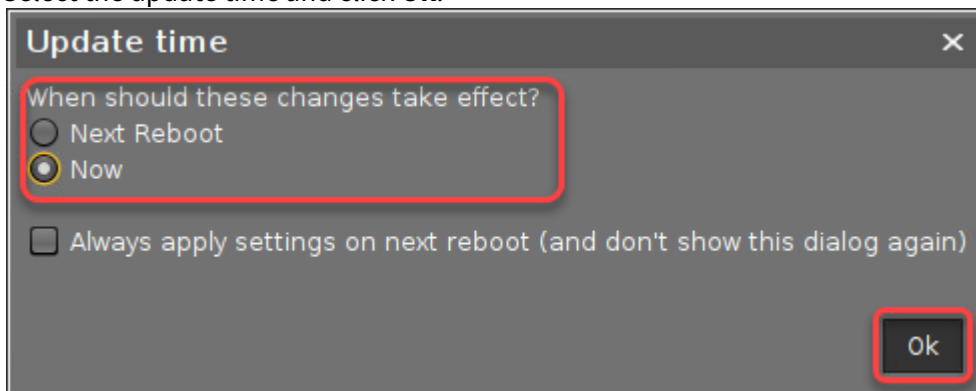 Select the update time and click Ok.
Update time
When should these changes take effect?
Next Reboot
Now
Always apply settings on next reboot (and don't show this dialog again)
Ok